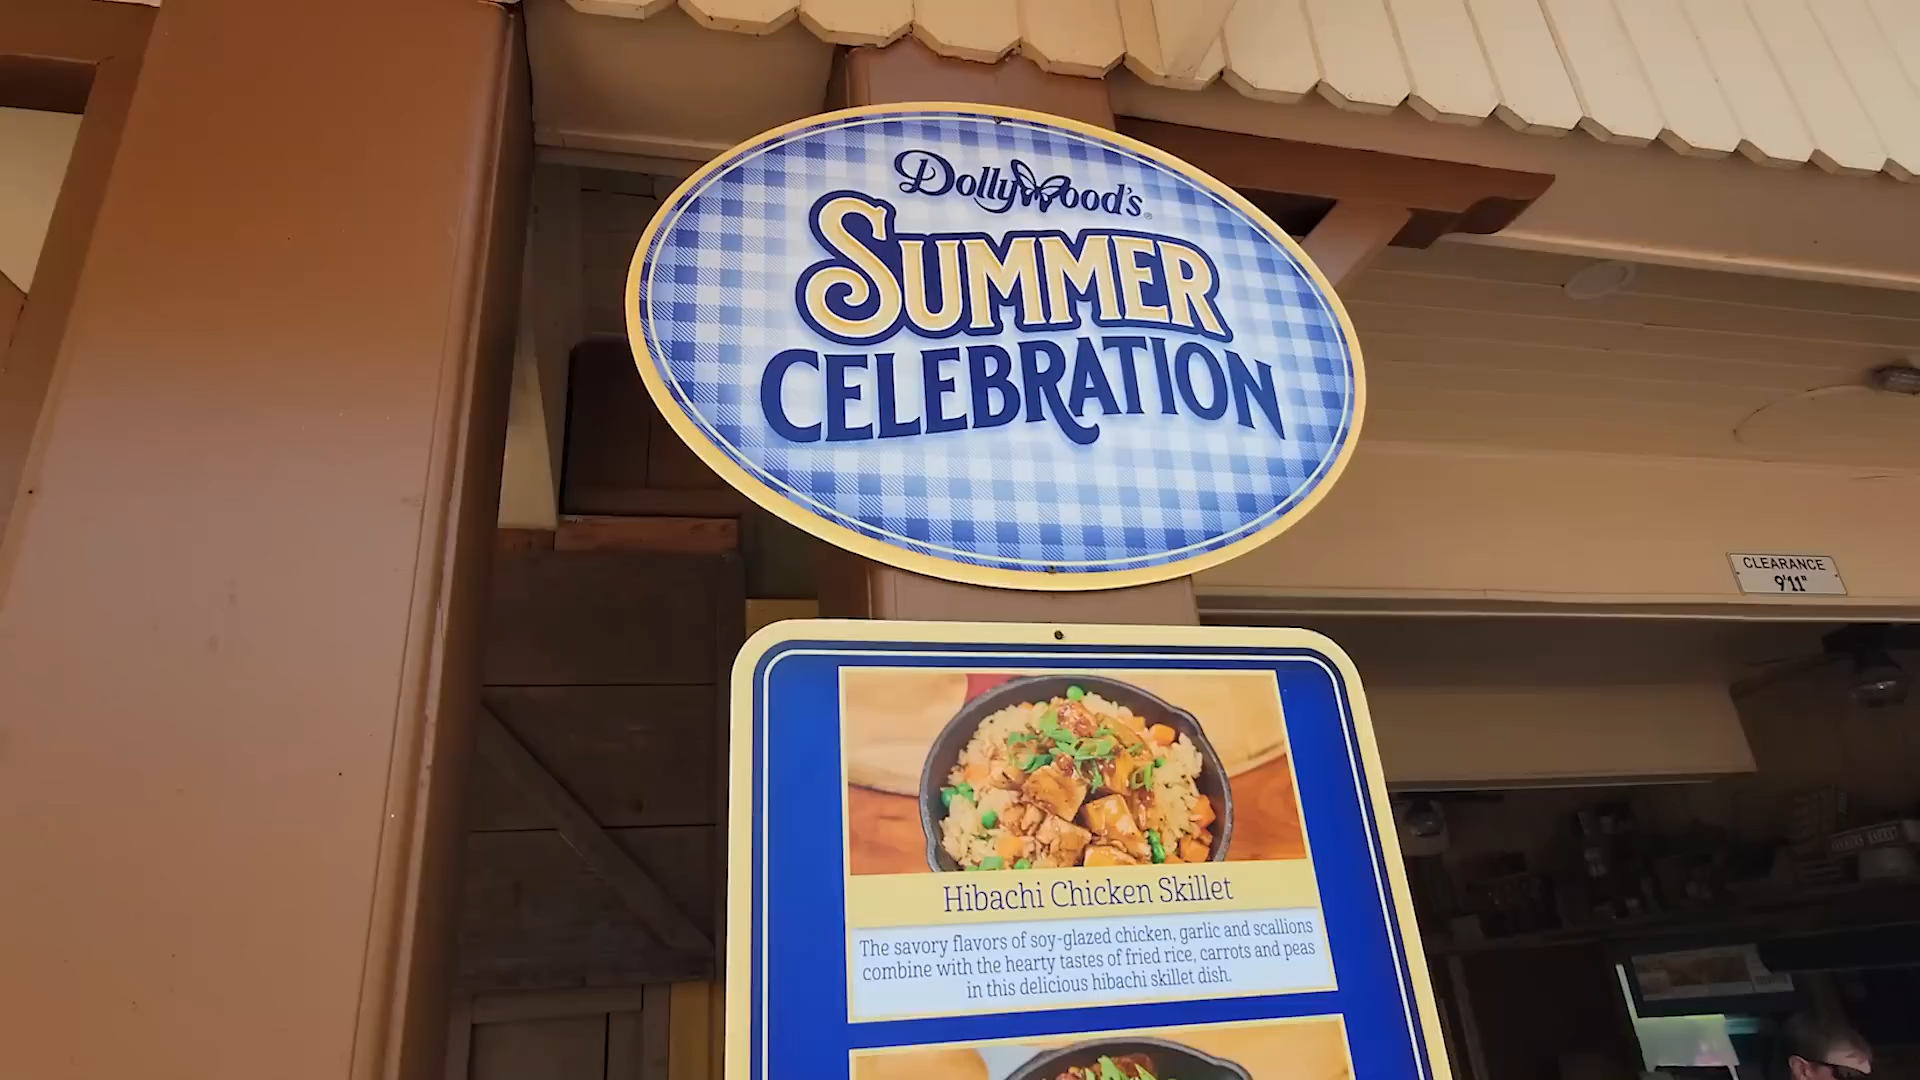 Dollywood's
SUMMER
CELEBRATION
CLEARANCE
9'11"
Hibachi Chicken Skillet
The savory flavors of soy-glazed chicken, garlic and scallions
combine with the hearty tastes of fried rice, carrots and peas
in this delicious hibachi skillet dish.